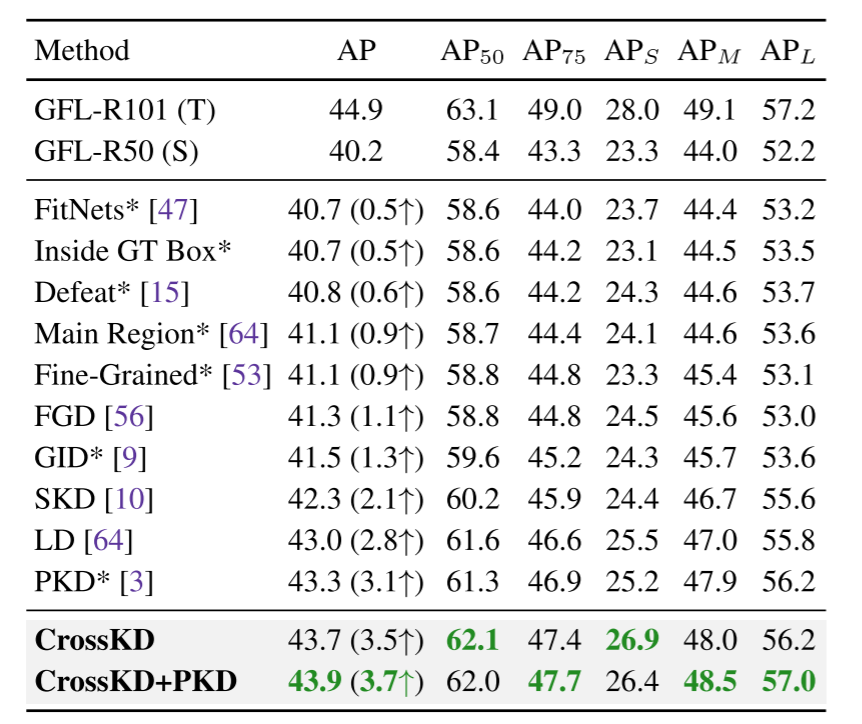 Method AP AP50 AP75 APS APM APL
GFL-R101 (T) 44.9 63.1 49.0 28.0 49.1 57.2
GFL-R50 (S) 40.2 58.4 43.3 23.3 44.0 52.2
FitNets* [47] 40.7 (0.5↑) 58.6 44.0 23.7 44.4 53.2
Inside GT Box* 40.7 (0.5↑) 58.6 44.2 23.1 44.5 53.5
Defeat* [15] 40.8 (0.6↑) 58.6 44.2 24.3 44.6 53.7
Main Region* [64] 41.1 (0.9↑) 58.7 44.4 24.1 44.6 53.6
Fine-Grained* [53] 41.1 (0.9↑) 58.8 44.8 23.3 45.4 53.1
FGD [56] 41.3 (1.1↑) 58.8 44.8 24.5 45.6 53.0
GID* [9] 41.5 (1.3↑) 59.6 45.2 24.3 45.7 53.6
SKD [10] 42.3 (2.1↑) 60.2 45.9 24.4 46.7 55.6
LD [64] 43.0 (2.8↑) 61.6 46.6 25.5 47.0 55.8
PKD* [3] 43.3 (3.1↑) 61.3 46.9 25.2 47.9 56.2
CrossKD 43.7 (3.5↑) 62.1 47.4 26.9 48.0 56.2
CrossKD+PKD 43.9 (3.7↑) 62.0 47.7 26.4 48.5 57.0